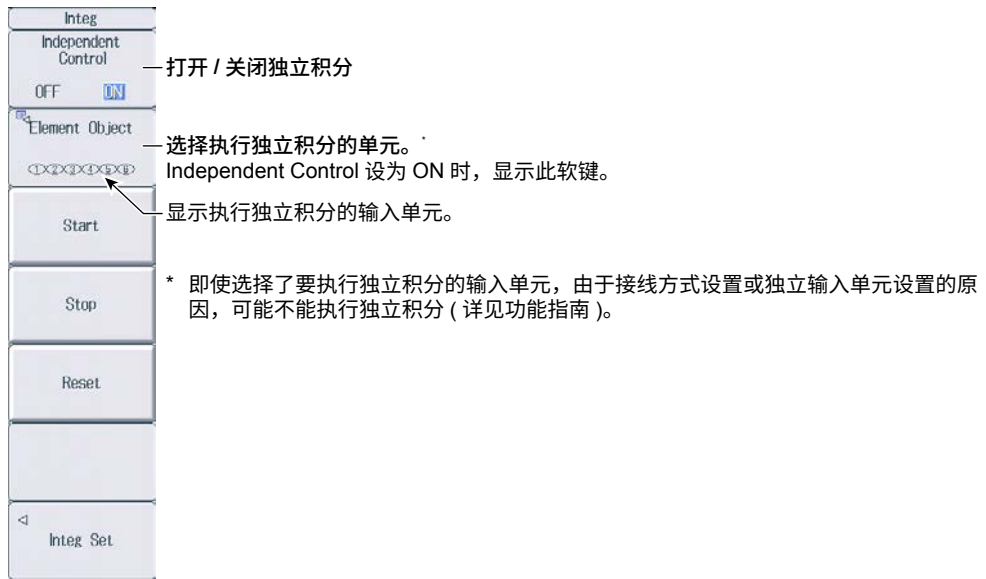 Integ
Independent
Control
OFF ON
打开 / 关闭独立积分
Element Object
选择执行独立积分的单元。*
Independent Control 设为 ON 时，显示此软键。
①②③④⑤⑥
显示执行独立积分的输入单元。
Start
* 即使选择了要执行独立积分的输入单元，由于接线方式设置或独立输入单元设置的原
因，可能不能执行独立积分 ( 详见功能指南 )。
Stop
Reset
Integ Set